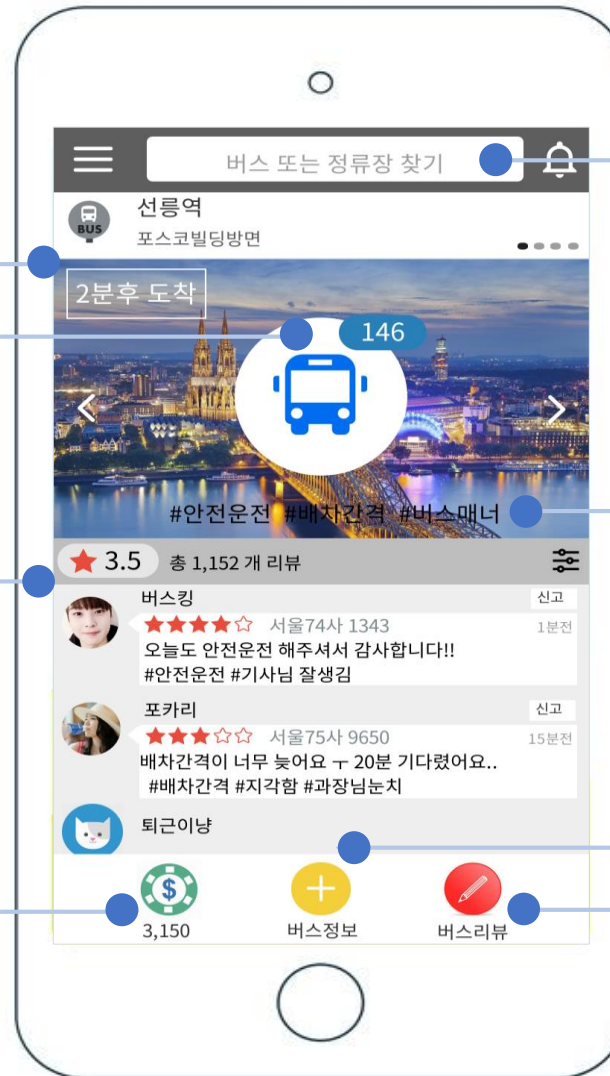 버스 또는 정류장 찾기
BUS
선릉역
포스코빌딩방면
2분후 도착
146
#안전운전 #배차간격 #버스매너
3.5 총 1,152 개 리뷰
버스킹 신고
서울74사 1343 1분전
오늘도 안전운전 해주셔서 감사합니다!!
#안전운전 #기사님 잘생김
포카리 신고
서울75사 9650 15분전
배차간격이 너무 늦어요 ㅜ 20분 기다렸어요..
#배차간격 #지각함 #과장님눈치
퇴근이냥
$
3,150 버스정보 버스리뷰